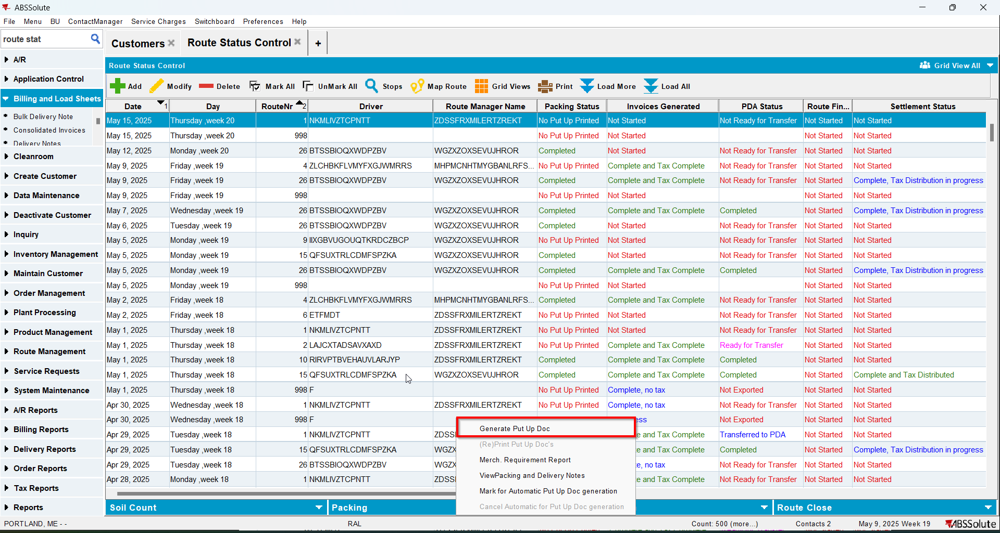 ABSSolute
File Menu BU ContactManager Service Charges Switchboard Preferences Help
route stat
Customers Route Status Control +
Route Status Control Grid View All
Add Modify Delete Mark All UnMark All Stops Map Route Grid Views Print Load More Load All
A/R
Application Control
Billing and Load Sheets
Bulk Delivery Note
Consolidated Invoices
Delivery Notes
Cleanroom
Create Customer
Data Maintenance
Deactivate Customer
Inquiry
Inventory Management
Maintain Customer
Order Management
Plant Processing
Product Management
Route Management
Service Requests
System Maintenance
A/R Reports
Billing Reports
Delivery Reports
Order Reports
Tax Reports
Reports
Date 1 Day RouteNr 2 Driver Route Manager Name Packing Status Invoices Generated PDA Status Route Fin... Settlement Status
May 15, 2025 Thursday ,week 20 1 NKMLIVZTCPNTT ZDSSFRXMILERTZREKT No Put Up Printed Not Started Not Ready for Transfer Not Started Not Started
May 15, 2025 Thursday ,week 20 998 No Put Up Printed Not Started Not Started Not Started
May 12, 2025 Monday ,week 20 26 BTSSBIOQXWDPZBV WGZXZOXSEVUJHROR Completed Not Started Not Ready for Transfer Not Started Not Started
May 9, 2025 Friday ,week 19 4 ZLCHBKFLVMYFXGJWMRRS MHPMCNHTMYGBANLRFS... No Put Up Printed Complete and Tax Complete Not Ready for Transfer Not Started Not Started
May 9, 2025 Friday ,week 19 26 BTSSBIOQXWDPZBV WGZXZOXSEVUJHROR Completed Complete and Tax Complete Not Ready for Transfer Not Started Complete, Tax Distribution in progress
May 9, 2025 Friday ,week 19 998 No Put Up Printed Not Started Not Started Not Started
May 7, 2025 Wednesday ,week 19 26 BTSSBIOQXWDPZBV WGZXZOXSEVUJHROR Completed Complete and Tax Complete Completed Not Started Complete, Tax Distribution in progress
May 6, 2025 Tuesday ,week 19 26 BTSSBIOQXWDPZBV WGZXZOXSEVUJHROR Completed Not Started Not Ready for Transfer Not Started Not Started
May 5, 2025 Monday ,week 19 9 IIXGBVUGOUQTKRDCZBCP WGZXZOXSEVUJHROR No Put Up Printed Not Started Not Ready for Transfer Not Started Not Started
May 5, 2025 Monday ,week 19 15 QFSUXTRLCDMFSPZKA WGZXZOXSEVUJHROR Completed Not Started Not Ready for Transfer Not Started Not Started
May 5, 2025 Monday ,week 19 26 BTSSBIOQXWDPZBV WGZXZOXSEVUJHROR Completed Complete and Tax Complete Completed Not Started Complete, Tax Distribution in progress
May 5, 2025 Monday ,week 19 998 No Put Up Printed Not Started Not Started Not Started
May 2, 2025 Friday ,week 18 4 ZLCHBKFLVMYFXGJWMRRS MHPMCNHTMYGBANLRFS... Completed Complete and Tax Complete Not Ready for Transfer Not Started Not Started
May 2, 2025 Friday ,week 18 6 ETFMDT ZDSSFRXMILERTZREKT No Put Up Printed Not Started Not Ready for Transfer Not Started Not Started
May 1, 2025 Thursday ,week 18 1 NKMLIVZTCPNTT ZDSSFRXMILERTZREKT No Put Up Printed Not Started Not Ready for Transfer Not Started Not Started
May 1, 2025 Thursday ,week 18 2 LAJCXTADSAVXAXD ZDSSFRXMILERTZREKT No Put Up Printed Complete and Tax Complete Ready for Transfer Not Started Not Started
May 1, 2025 Thursday ,week 18 10 RIRVPTBVEHAUVLARJYP ZDSSFRXMILERTZREKT Completed Complete and Tax Complete Completed Not Started Not Started
May 1, 2025 Thursday ,week 18 15 QFSUXTRLCDMFSPZKA WGZXZOXSEVUJHROR Completed Complete and Tax Complete Completed Not Started Complete and Tax Distributed
May 1, 2025 Thursday ,week 18 998 F No Put Up Printed Complete, no tax Not Exported Not Started Not Started
Apr 30, 2025 Wednesday ,week 18 1 NKMLIVZTCPNTT ZDSSFRXMILERTZREKT No Put Up Printed Complete, no tax Not Ready for Transfer Not Started Not Started
Apr 30, 2025 Wednesday ,week 18 998 F ess Not Exported Not Started Not Started
Apr 29, 2025 Tuesday ,week 18 1 NKMLIVZTCPNTT ZDSS e and Tax Complete Transferred to PDA Not Started Not Started
Apr 29, 2025 Tuesday ,week 18 15 QFSUXTRLCDMFSPZKA WGZX e and Tax Complete Completed Not Started Complete, Tax Distribution in progress
Apr 29, 2025 Tuesday ,week 18 26 BTSSBIOQXWDPZBV WGZX e, no tax Not Ready for Transfer Not Started Not Started
Apr 28, 2025 Monday ,week 18 1 NKMLIVZTCPNTT ZDSS e and Tax Complete Not Ready for Transfer Not Started Not Started
Generate Put Up Doc
(Re)Print Put Up Doc's
Merch. Requirement Report
ViewPacking and Delivery Notes
Mark for Automatic Put Up Doc generation
Cancel Automatic for Put Up Doc generation
Soil Count Packing Route Close
PORTLAND, ME - - RAL Count: 500 (more...) Contacts 2 May 9, 2025 Week 19 ABSSolute